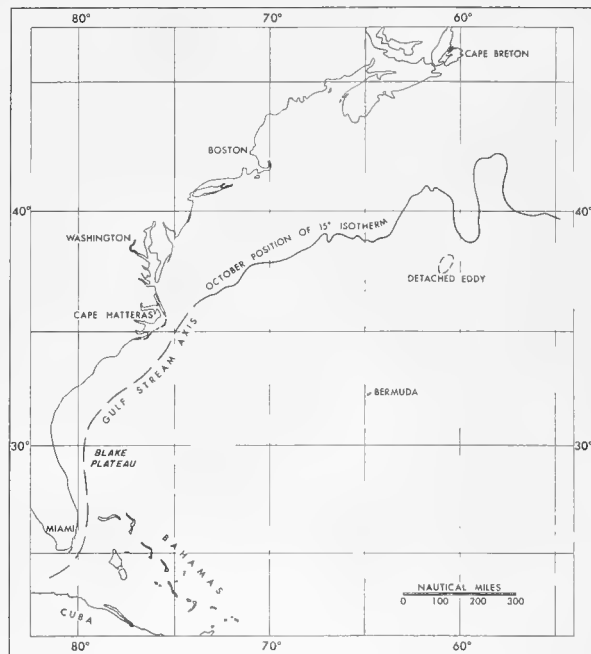 80°
70°
60°
CAPE BRETON
BOSTON
40°
40°
WASHINGTON
OCTOBER POSITION OF 15° ISOTHERM
DETACHED EDDY
CAPE HATTERAS
GULF STREAM AXIS
BERMUDA
30°
30°
BLAKE
PLATEAU
MIAMI
BAHAMAS
NAUTICAL MILES
0 100 200 300
CUBA
80°
70°
60°